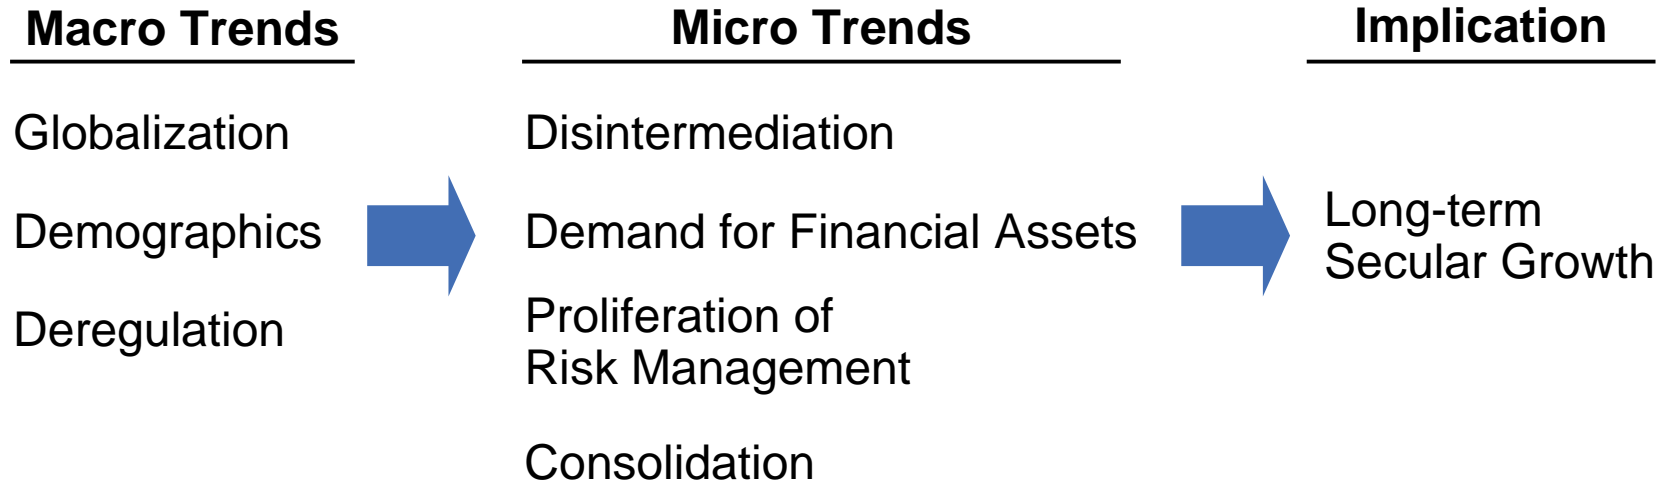 Macro Trends
Globalization
Demographics
Deregulation
Micro Trends
Disintermediation
Demand for Financial Assets
Proliferation of
Risk Management
Consolidation
Implication
Long-term
Secular Growth